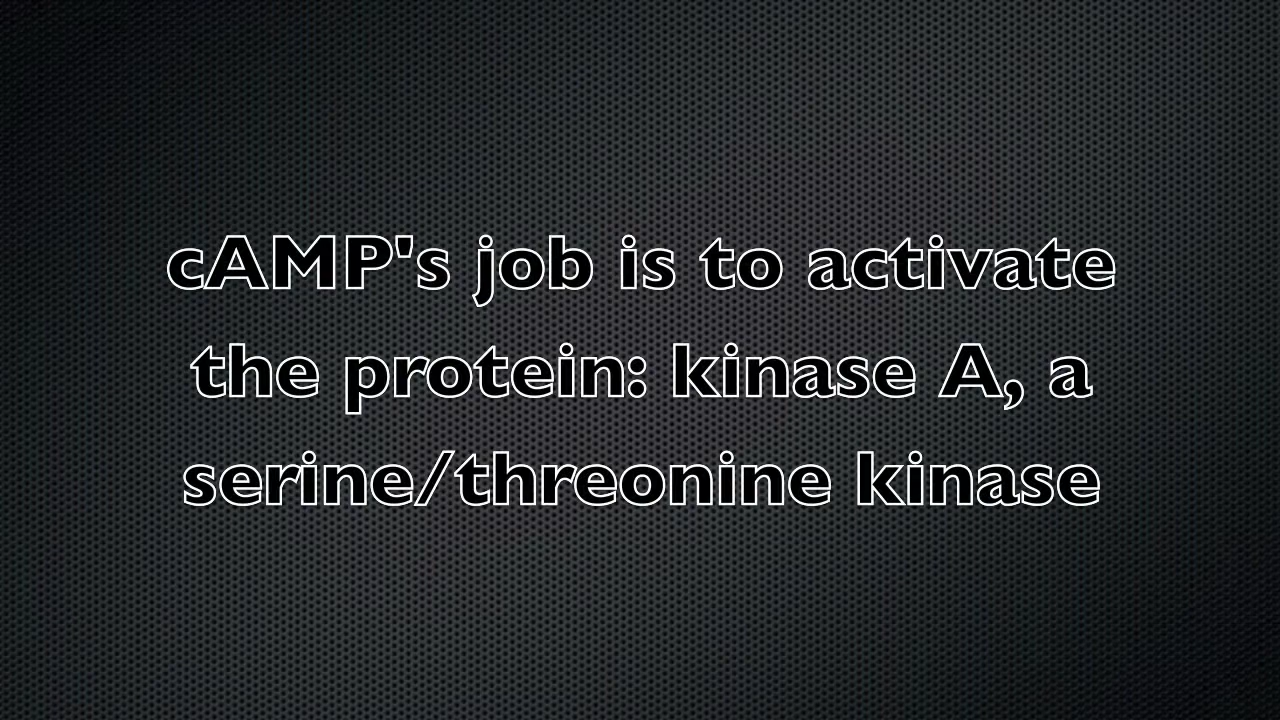 cAMP's job is to activate
the protein: kinase A, a
serine/threonine kinase